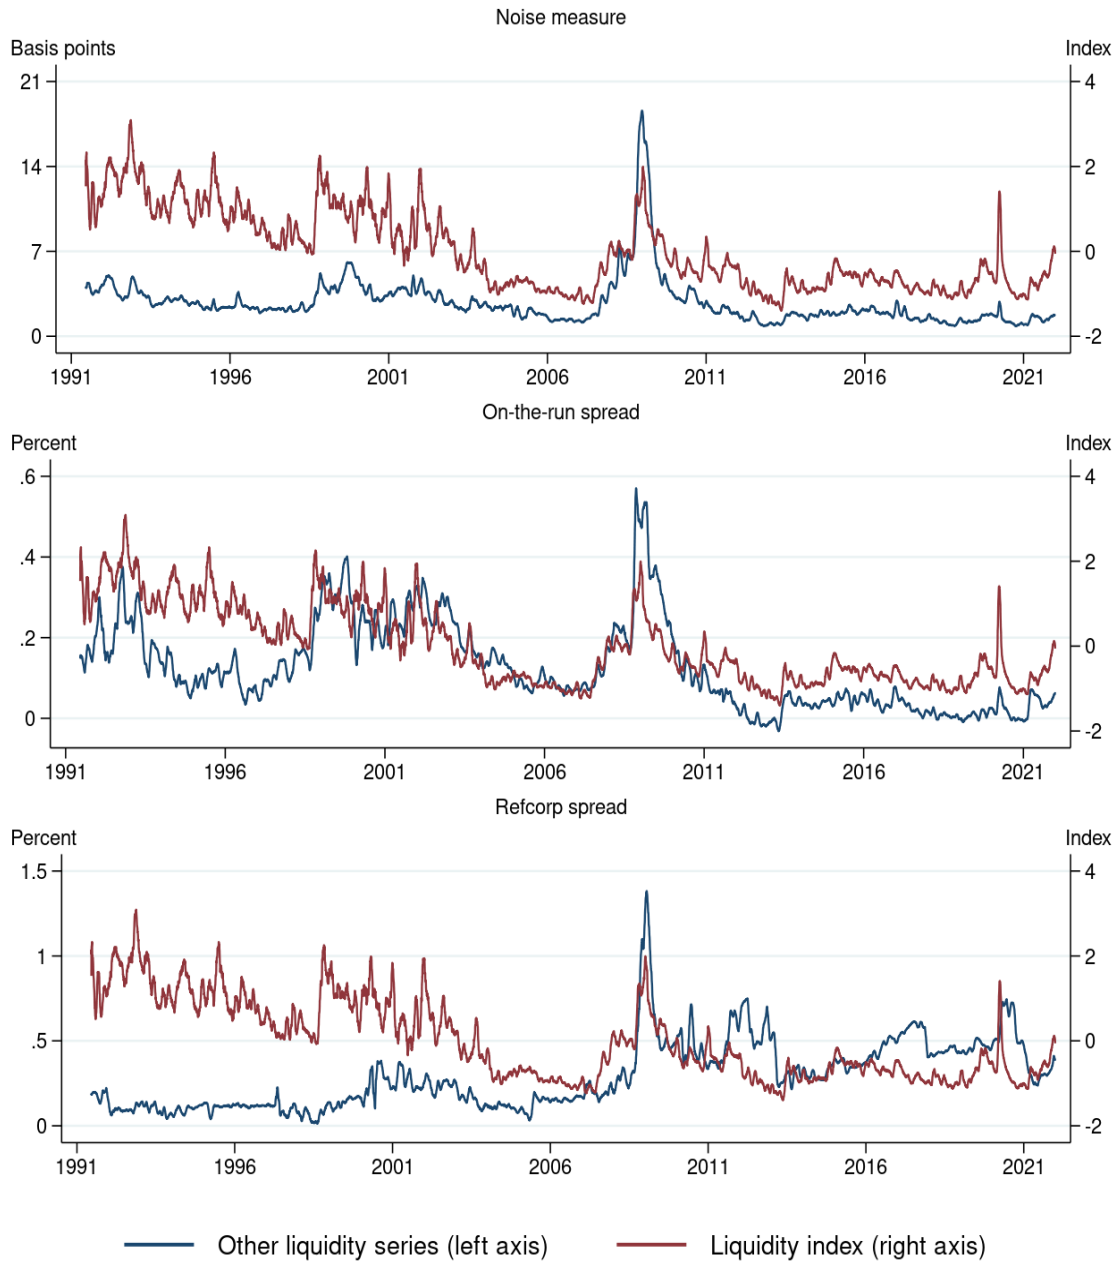 Noise measure
Basis points Index
21 4
14 2
7 0
0 -2
1991 1996 2001 2006 2011 2016 2021
On-the-run spread
Percent Index
.6 4
.4 2
.2 0
0 -2
1991 1996 2001 2006 2011 2016 2021
Refcorp spread
Percent Index
1.5 4
1 2
.5 0
0 -2
1991 1996 2001 2006 2011 2016 2021
Other liquidity series (left axis) Liquidity index (right axis)